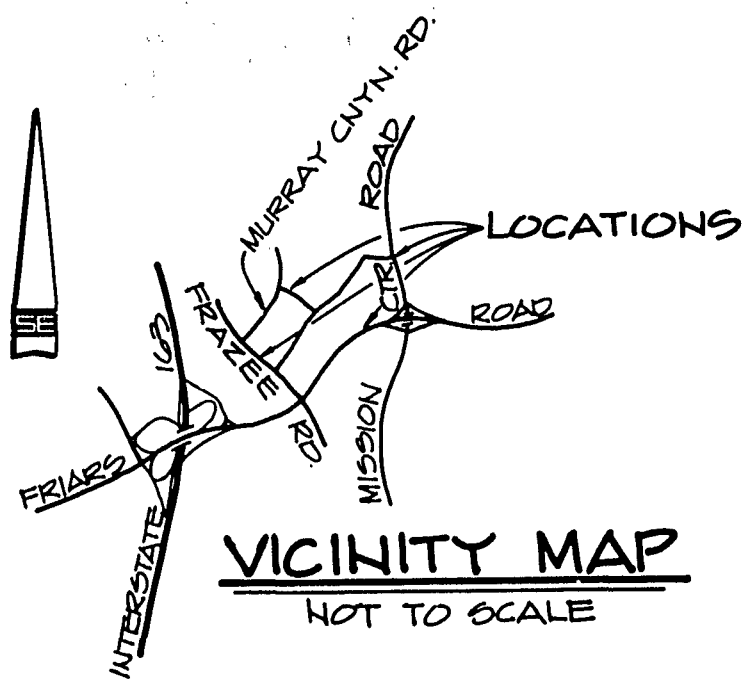 MURRAY CNYN. RD.
ROAD
LOCATIONS
SE
CTR.
ROAD
FRAZEE
RD.
163
FRIARS
MISSION
INTERSTATE
VICINITY MAP
NOT TO SCALE